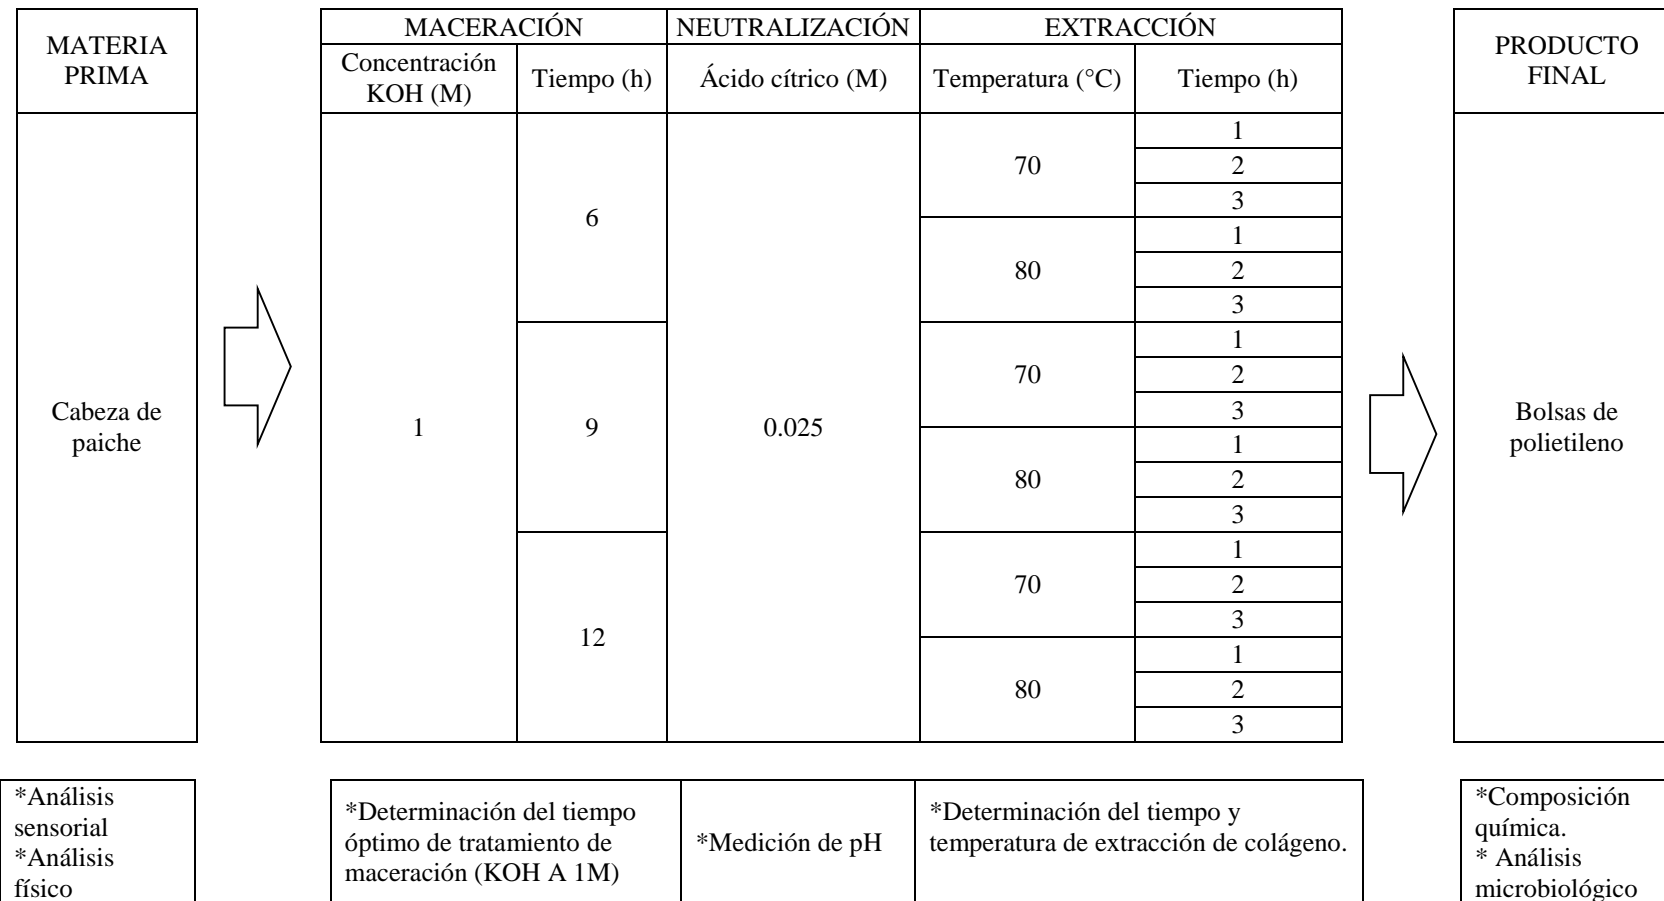 MATERIA
PRIMA
Cabeza de
paiche
MACERACIÓN
NEUTRALIZACIÓN
EXTRACCIÓN
Concentración
KOH (M)
Tiempo (h)
Ácido cítrico (M)
Temperatura (°C)
Tiempo (h)
1
6
9
12
0.025
70
1
2
3
80
1
2
3
70
1
2
3
80
1
2
3
70
1
2
3
80
1
2
3
PRODUCTO
FINAL
Bolsas de
polietileno
*Análisis
sensorial
*Análisis
físico
*Determinación del tiempo
óptimo de tratamiento de
maceración (KOH A 1M)
*Medición de pH
*Determinación del tiempo y
temperatura de extracción de colágeno.
*Composición
química.
* Análisis
microbiológico